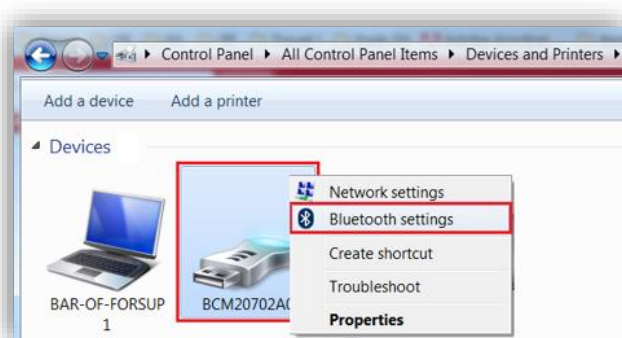 Control Panel ▸ All Control Panel Items ▸ Devices and Printers ▸
Add a device Add a printer
Devices
Network settings
Bluetooth settings
Create shortcut
Troubleshoot
Properties
BAR-OF-FORSUP
1
BCM20702A0